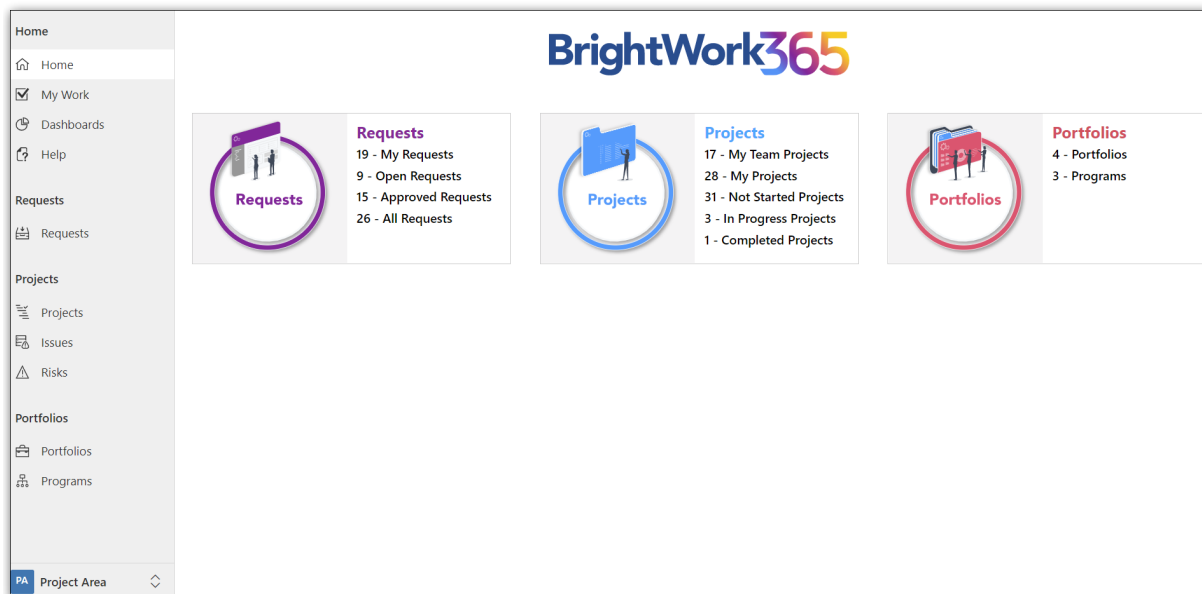 Home
Home
My Work
Dashboards
Help
Requests
Requests
Projects
Projects
Issues
Risks
Portfolios
Portfolios
Programs
PA Project Area
BrightWork365
Requests
Requests
19 - My Requests
9 - Open Requests
15 - Approved Requests
26 - All Requests
Projects
Projects
17 - My Team Projects
28 - My Projects
31 - Not Started Projects
3 - In Progress Projects
1 - Completed Projects
Portfolios
Portfolios
4 - Portfolios
3 - Programs